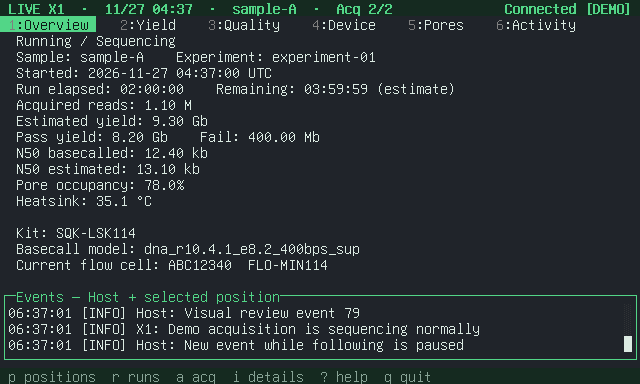 LIVE X1 · 11/27 04:37 · sample-A · Acq 2/2 Connected [DEMO]
1:Overview 2:Yield 3:Quality 4:Device 5:Pores 6:Activity
Running / Sequencing
Sample: sample-A Experiment: experiment-01
Started: 2026-11-27 04:37:00 UTC
Run elapsed: 02:00:00 Remaining: 03:59:59 (estimate)
Acquired reads: 1.10 M
Estimated yield: 9.30 Gb
Pass yield: 8.20 Gb Fail: 400.00 Mb
N50 basecalled: 12.40 kb
N50 estimated: 13.10 kb
Pore occupancy: 78.0%
Heatsink: 35.1 °C
Kit: SQK-LSK114
Basecall model: dna_r10.4.1_e8.2_400bps_sup
Current flow cell: ABC12340 FLO-MIN114
Events — Host + selected position
06:37:01 [INFO] Host: Visual review event 79
06:37:01 [INFO] X1: Demo acquisition is sequencing normally
06:37:01 [INFO] Host: New event while following is paused
p positions r runs a acq i details ? help q quit